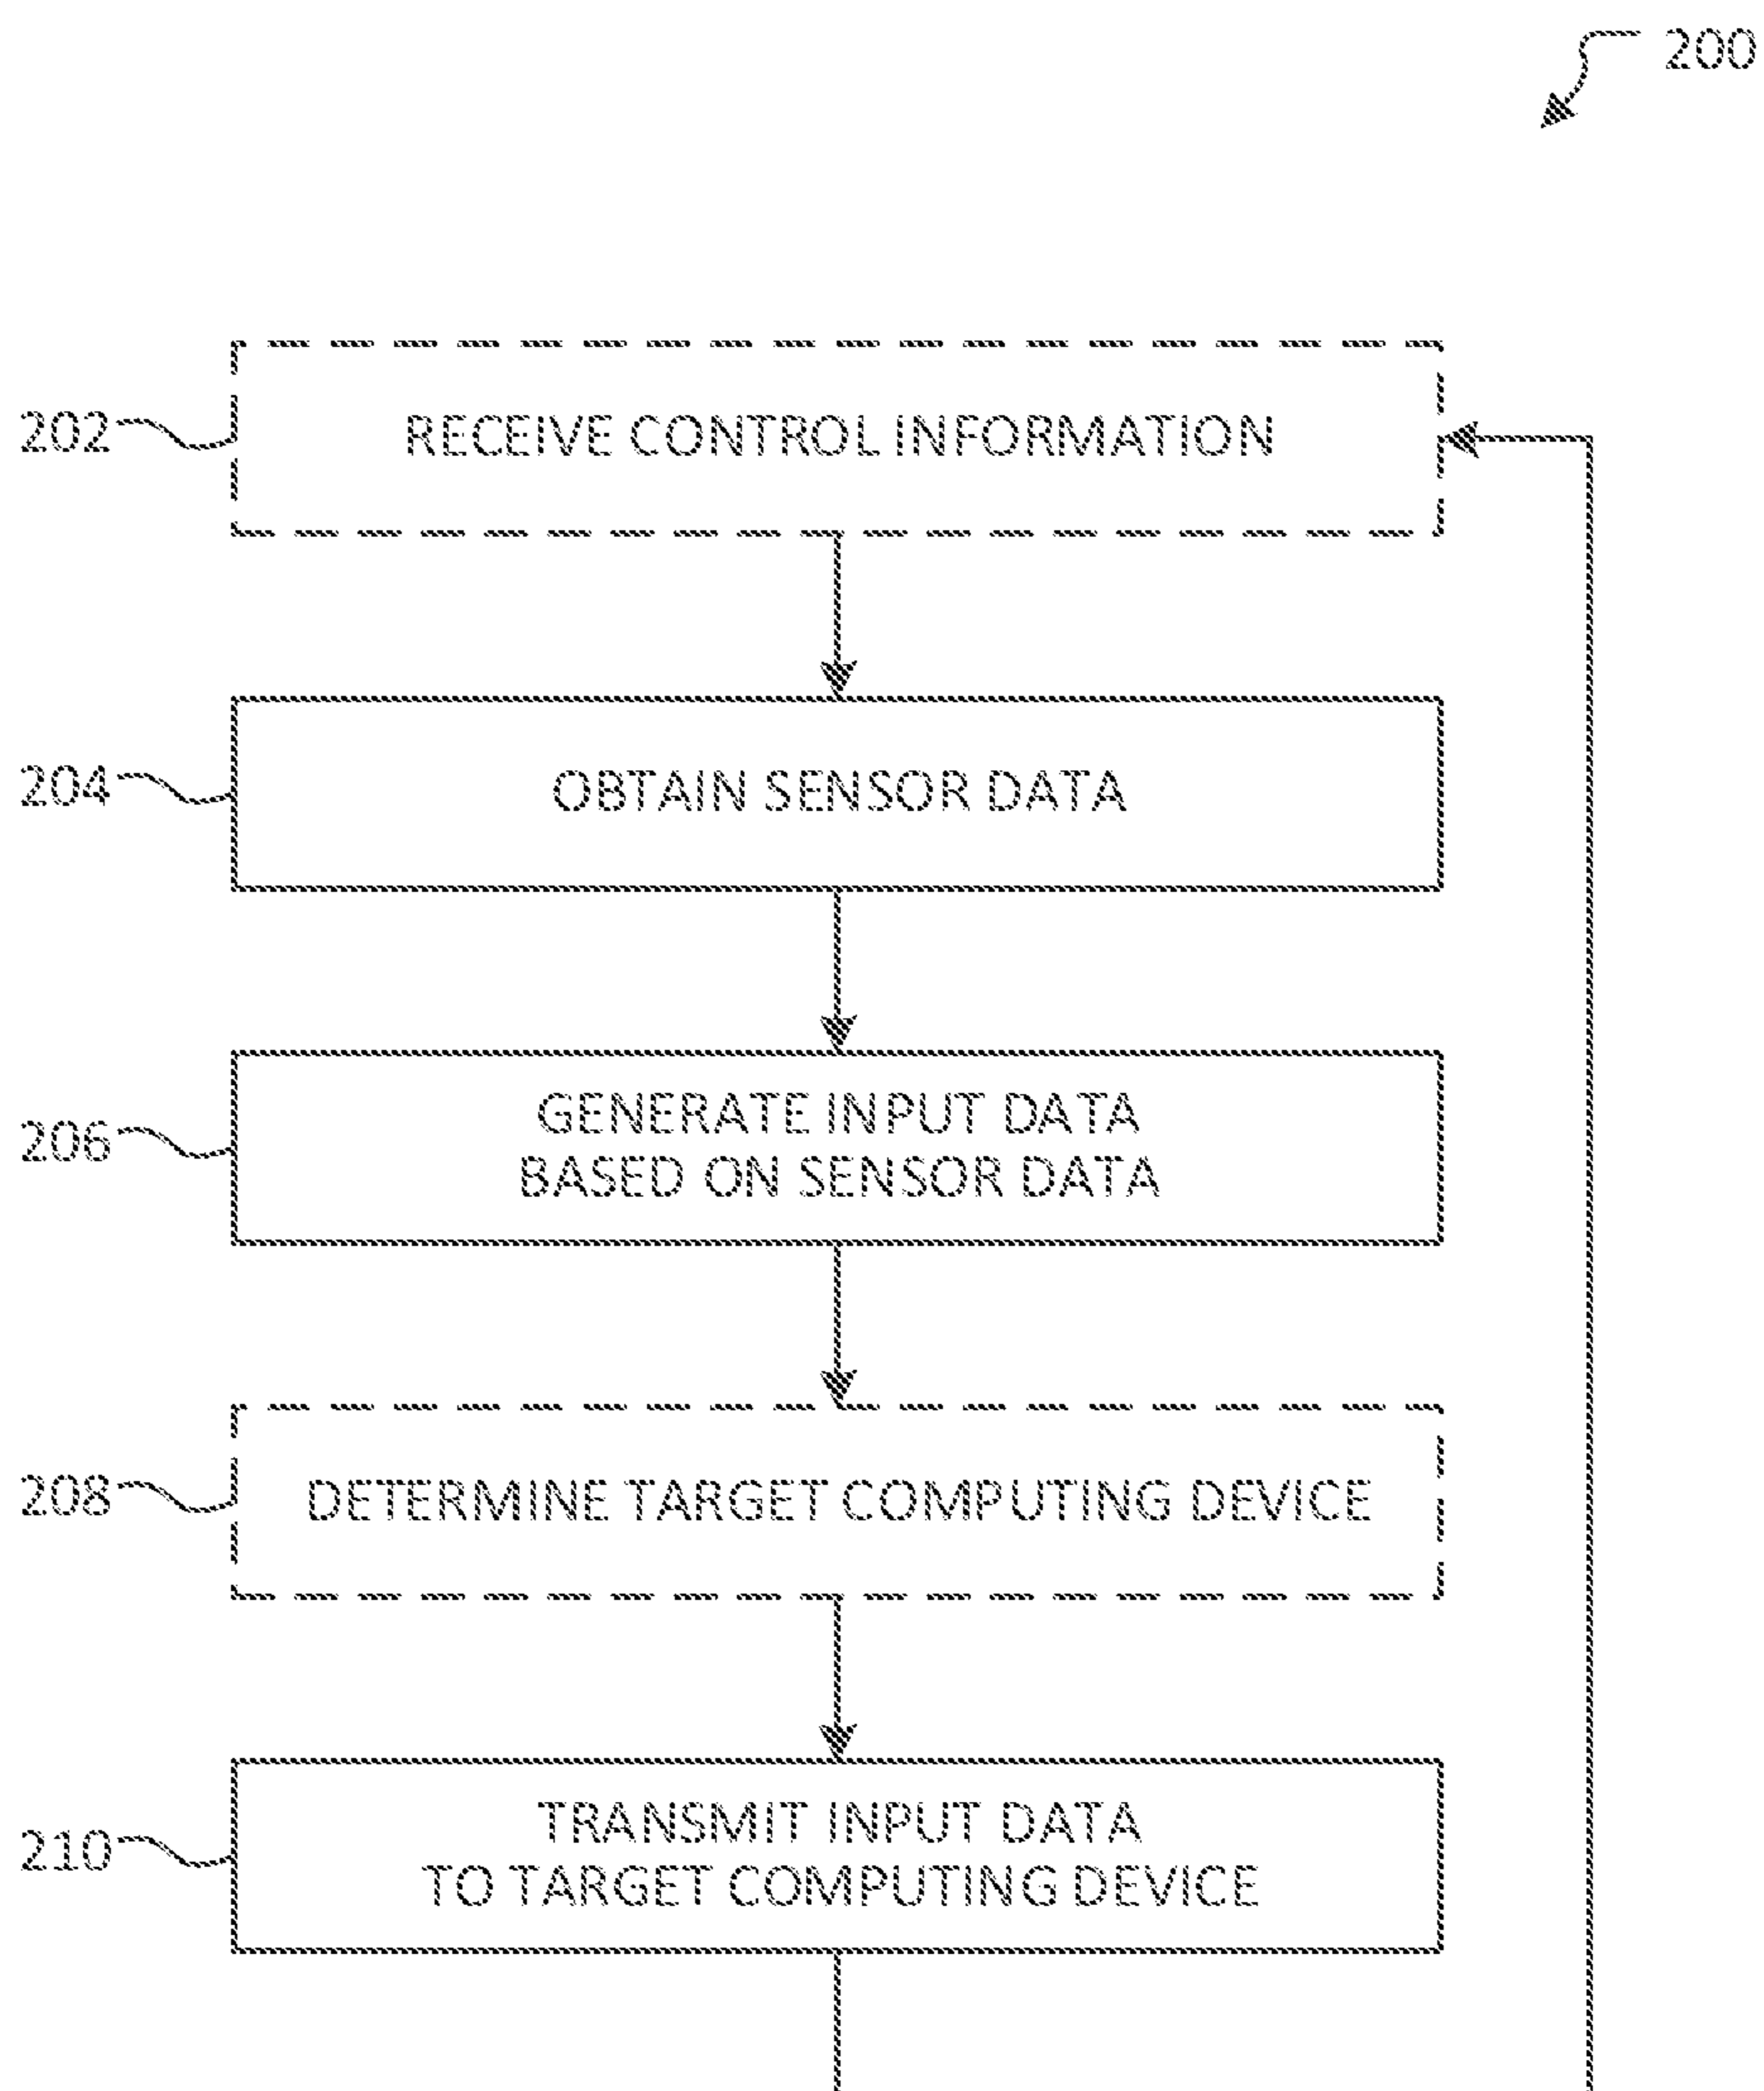 200
202
RECEIVE CONTROL INFORMATION
204
OBTAIN SENSOR DATA
206
GENERATE INPUT DATA
BASED ON SENSOR DATA
208
DETERMINE TARGET COMPUTING DEVICE
210
TRANSMIT INPUT DATA
TO TARGET COMPUTING DEVICE